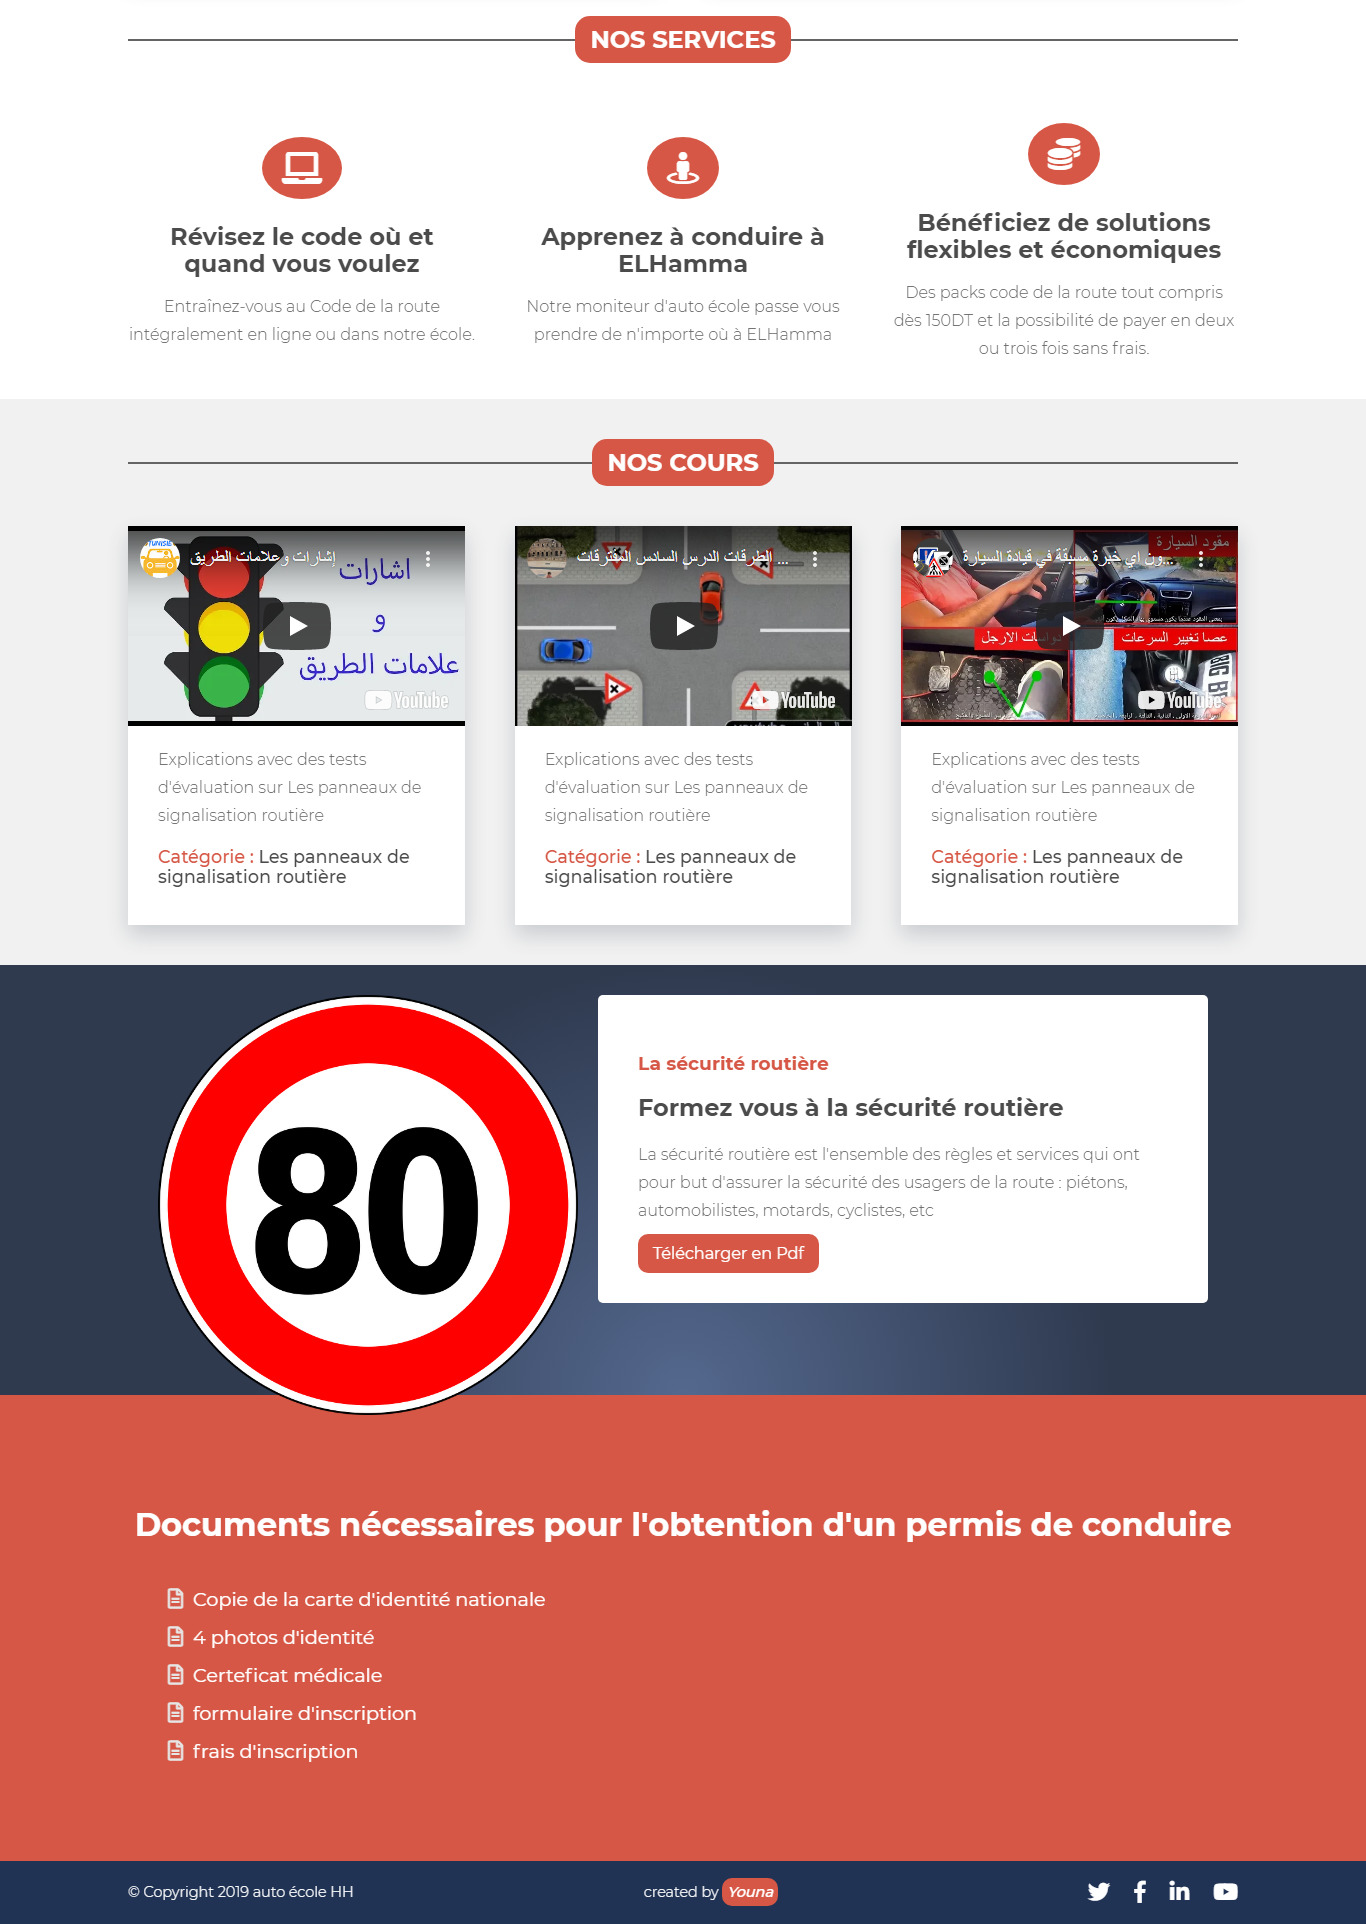 NOS SERVICES
Révisez le code où et
quand vous voulez
Entraînez-vous au Code de la route
intégralement en ligne ou dans notre école.
Apprenez à conduire à
ELHamma
Notre moniteur d'auto école passe vous
prendre de n'importe où à ELHamma
Bénéficiez de solutions
flexibles et économiques
Des packs code de la route tout compris
dès 150DT et la possibilité de payer en deux
ou trois fois sans frais.
NOS COURS
TUNISIE
إشارات وعلامات الطريق
اشارات
و
علامات الطريق
YouTube
Explications avec des tests
d'évaluation sur Les panneaux de
signalisation routière
Catégorie : Les panneaux de
signalisation routière
الطرقات الدرس السادس المفترقات ...
YouTube
Explications avec des tests
d'évaluation sur Les panneaux de
signalisation routière
Catégorie : Les panneaux de
signalisation routière
مقود السيارة
ون اي خبرة مسبقة في قيادة السيارة...
الارجل
عصا تغيير السرعات
YouTube
Explications avec des tests
d'évaluation sur Les panneaux de
signalisation routière
Catégorie : Les panneaux de
signalisation routière
80
La sécurité routière
Formez vous à la sécurité routière
La sécurité routière est l'ensemble des règles et services qui ont
pour but d'assurer la sécurité des usagers de la route : piétons,
automobilistes, motards, cyclistes, etc
Télécharger en Pdf
Documents nécessaires pour l'obtention d'un permis de conduire
Copie de la carte d'identité nationale
4 photos d'identité
Certeficat médicale
formulaire d'inscription
frais d'inscription
© Copyright 2019 auto école HH
created by Youna